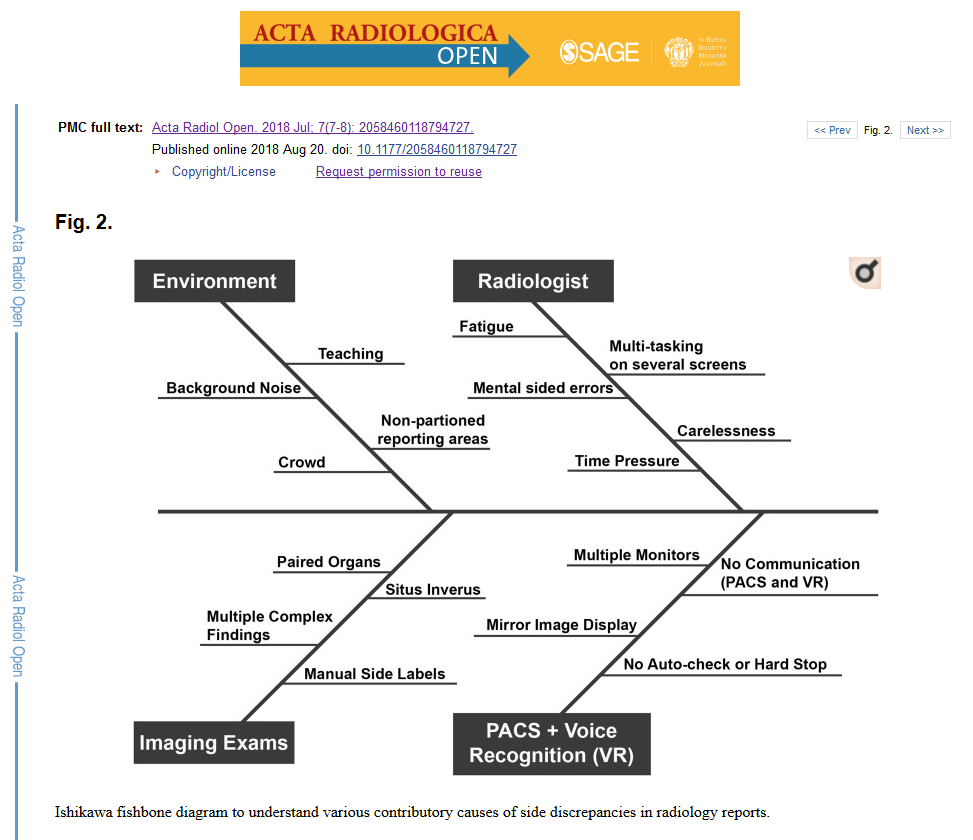 ACTA RADIOLOGICA
OPEN
SAGE
The ROYAL
SOCIETY of
MEDICINE
Journals
PMC full text: Acta Radiol Open. 2018 Jul; 7(7-8): 2058460118794727.
Published online 2018 Aug 20. doi: 10.1177/2058460118794727
Copyright/License Request permission to reuse
<< Prev Fig. 2. Next >>
Acta Radiol Open
Acta Radiol Open
Fig. 2.
Environment
Teaching
Background Noise
Non-partioned
reporting areas
Crowd
Radiologist
Fatigue
Multi-tasking
on several screens
Mental sided errors
Carelessness
Time Pressure
Paired Organs
Situs Inverus
Multiple Complex
Findings
Manual Side Labels
Imaging Exams
Multiple Monitors
No Communication
(PACS and VR)
Mirror Image Display
No Auto-check or Hard Stop
PACS + Voice
Recognition (VR)
Ishikawa fishbone diagram to understand various contributory causes of side discrepancies in radiology reports.